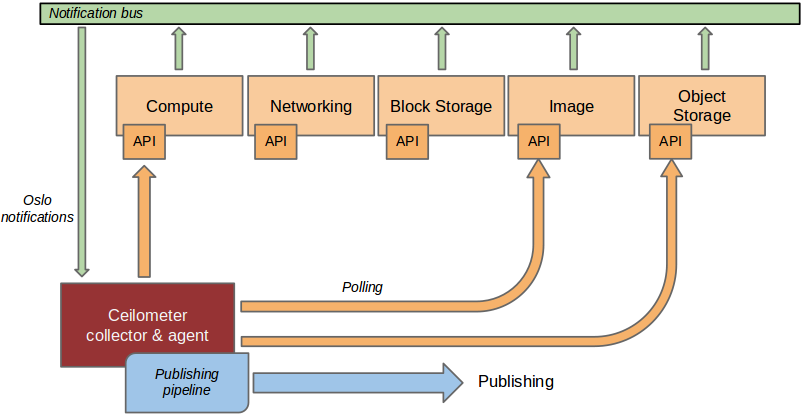 Notification bus
Compute
Networking
Block Storage
Image
Object
Storage
API
API
API
API
API
Oslo
notifications
Polling
Ceilometer
collector & agent
Publishing
pipeline
Publishing